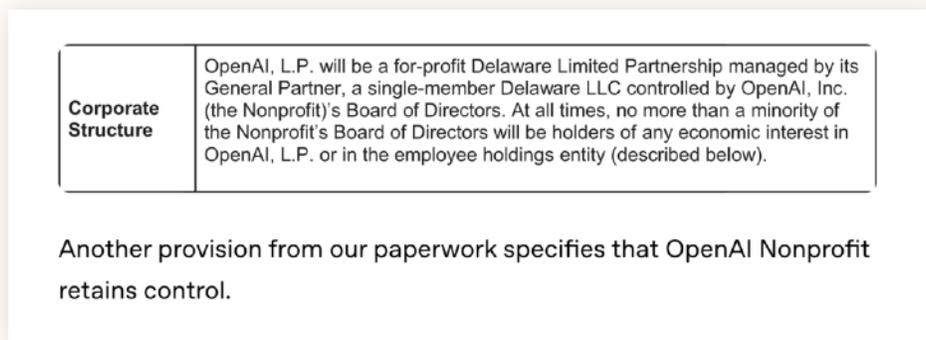 Corporate
Structure
OpenAI, L.P. will be a for-profit Delaware Limited Partnership managed by its
General Partner, a single-member Delaware LLC controlled by OpenAI, Inc.
(the Nonprofit)'s Board of Directors. At all times, no more than a minority of
the Nonprofit's Board of Directors will be holders of any economic interest in
OpenAI, L.P. or in the employee holdings entity (described below).
Another provision from our paperwork specifies that OpenAI Nonprofit
retains control.